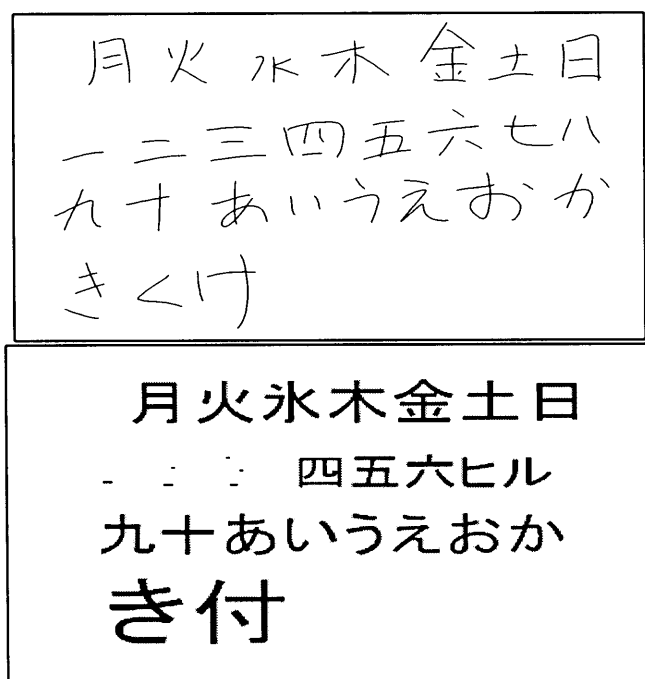 月火水木金土日
一二三四五六七八
九十あいうえおか
きくけ
月火氷木金土日
- - - 四五六ヒル
九十あいうえおか
き付